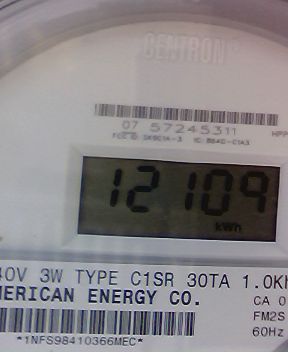 CENTRON
07 57245311
12109
kWh
40V 3W TYPE C1SR 30TA 1.0Kh
MERICAN ENERGY CO.
CA 0
FM2S
60Hz
*1NFS98410366MEC*